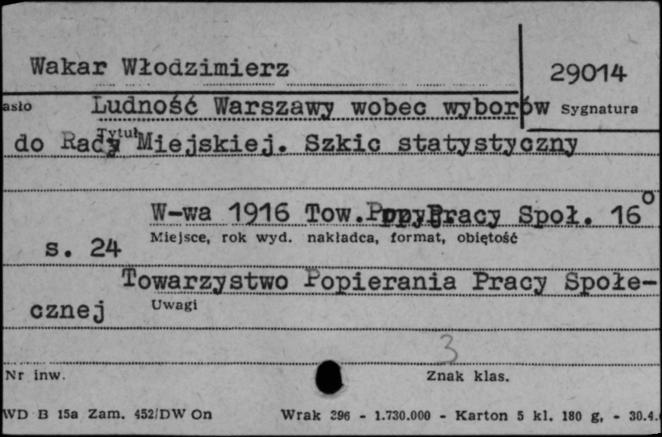 Wakar Włodzimierz
29014
asło Ludność Warszawy wobec wyborów Sygnatura
Tytuł
do Rady Miejskiej. Szkic statystyczny
W-wa 1916 Tow. Pracy Społ. 16°
Miejsce, rok wyd. nakładca, format, objętość
s. 24
Towarzystwo Popierania Pracy Społe-
cznej Uwagi
3
Nr inw. Znak klas.
WD B 15a Zam. 452/DW On Wrak 296 - 1.730.000 - Karton 5 kl. 180 g. - 30.4.